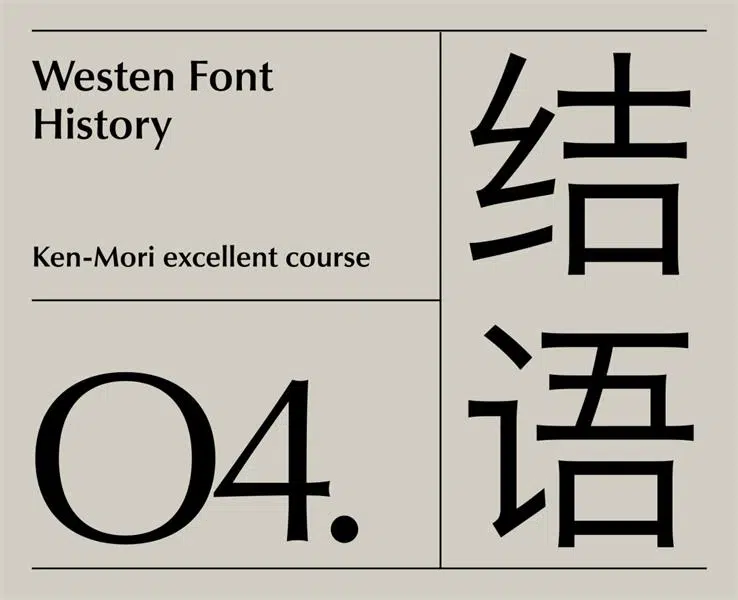 Westen Font
History
Ken-Mori excellent course
04.
结
语